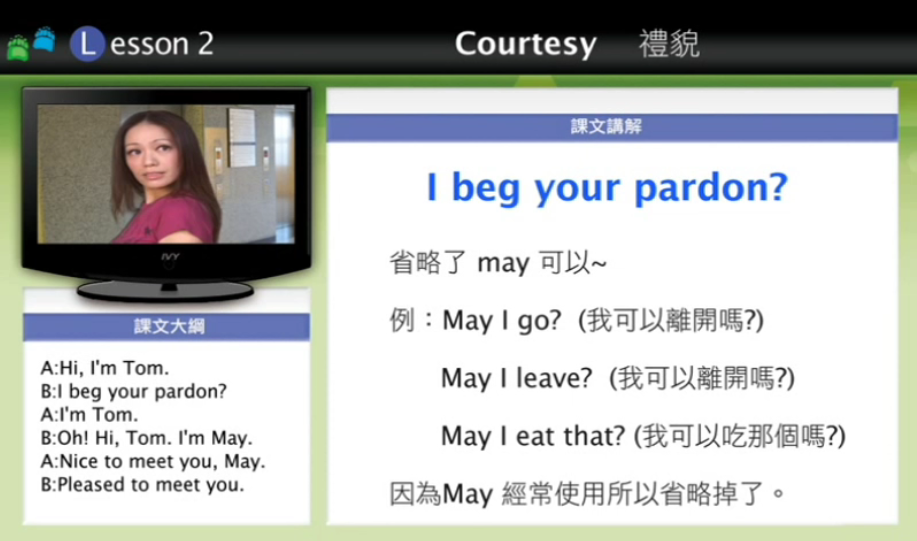 Lesson 2
Courtesy 禮貌
IVY
課文大綱
A:Hi, I'm Tom.
B:I beg your pardon?
A:I'm Tom.
B:Oh! Hi, Tom. I'm May.
A:Nice to meet you, May.
B:Pleased to meet you.
課文講解
I beg your pardon?
省略了 may 可以~
例：May I go? (我可以離開嗎?)
May I leave? (我可以離開嗎?)
May I eat that? (我可以吃那個嗎?)
因為May 經常使用所以省略掉了。